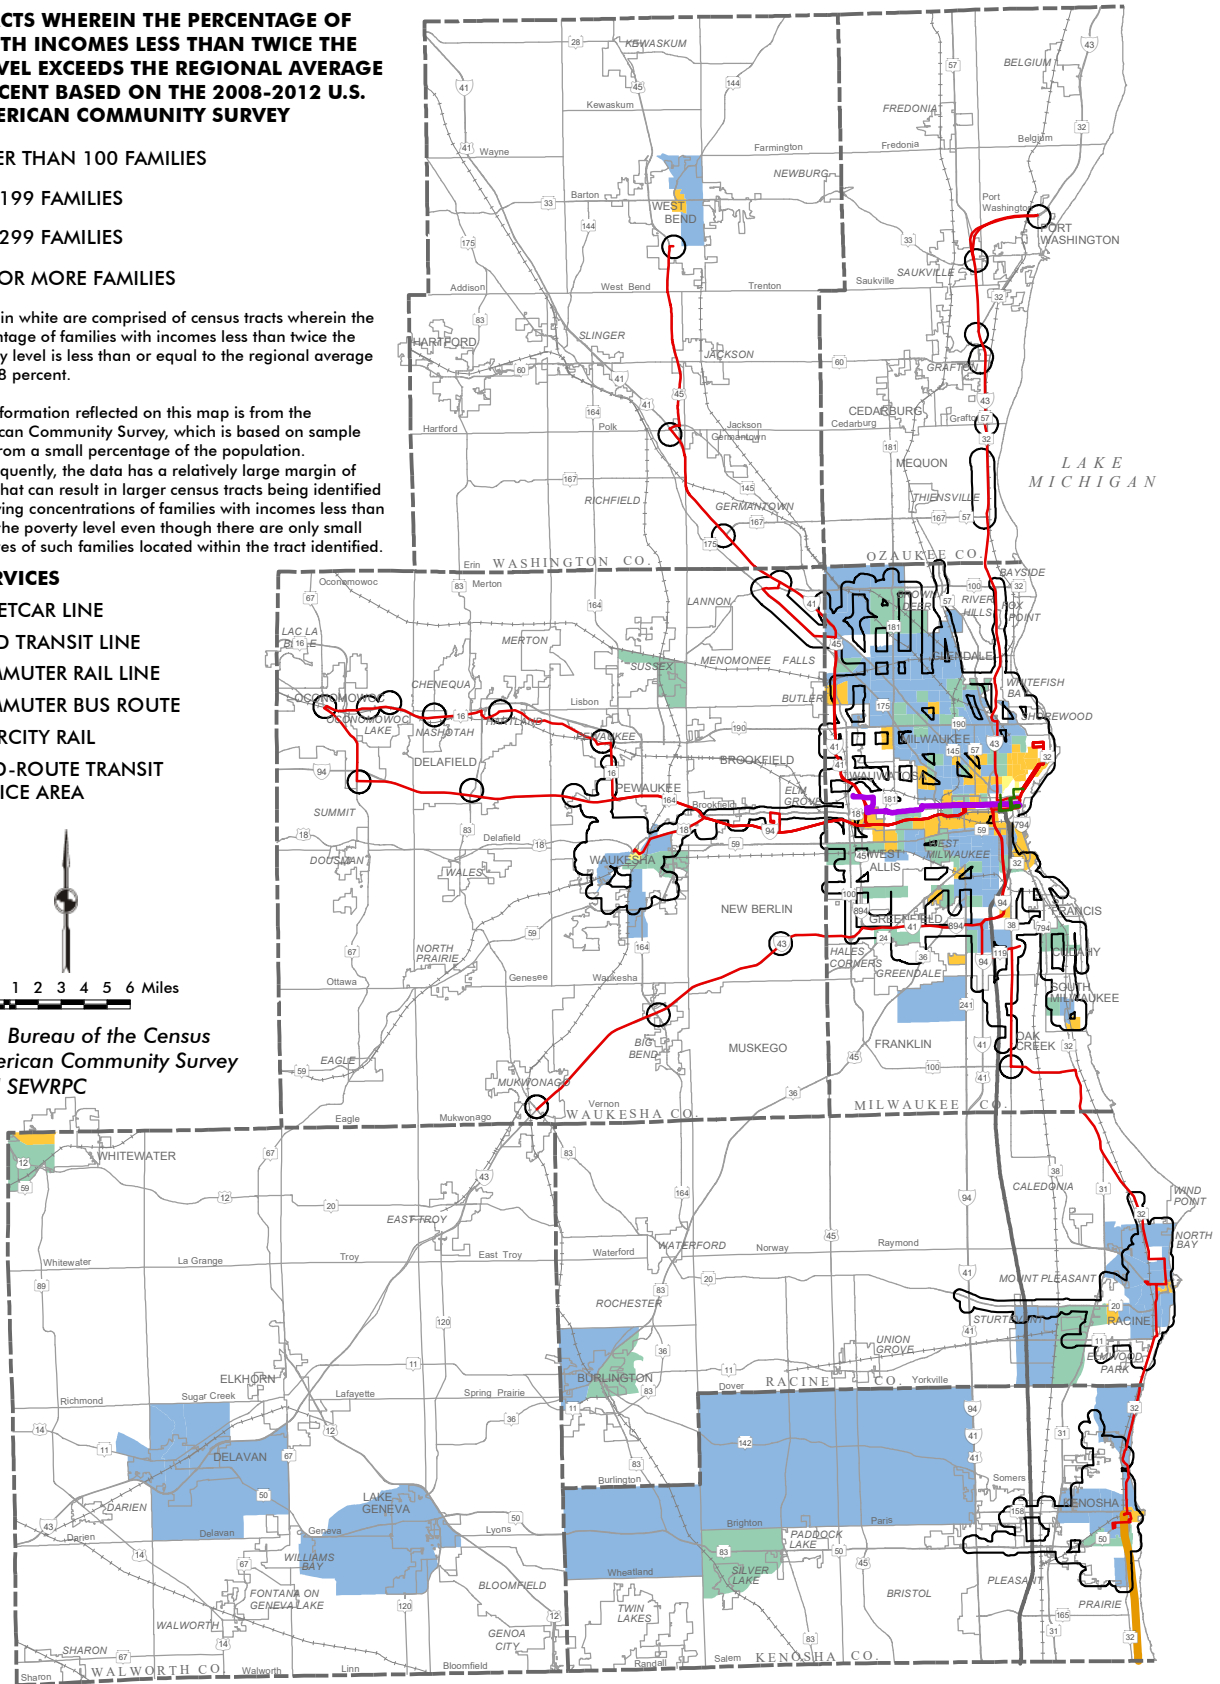 CTS WHEREIN THE PERCENTAGE OF
TH INCOMES LESS THAN TWICE THE
VEL EXCEEDS THE REGIONAL AVERAGE
CENT BASED ON THE 2008-2012 U.S.
ERICAN COMMUNITY SURVEY
ER THAN 100 FAMILIES
199 FAMILIES
299 FAMILIES
OR MORE FAMILIES
in white are comprised of census tracts wherein the
ntage of families with incomes less than twice the
y level is less than or equal to the regional average
8 percent.
formation reflected on this map is from the
can Community Survey, which is based on sample
rom a small percentage of the population.
equently, the data has a relatively large margin of
that can result in larger census tracts being identified
ving concentrations of families with incomes less than
the poverty level even though there are only small
es of such families located within the tract identified.
RVICES
ETCAR LINE
D TRANSIT LINE
MMUTER RAIL LINE
MMUTER BUS ROUTE
RCITY RAIL
D-ROUTE TRANSIT
ICE AREA
1 2 3 4 5 6 Miles
Bureau of the Census
erican Community Survey
SEWRPC
KEWASKUM
Kewaskum
Wayne
Farmington
Barton
NEWBURG
WEST
BEND
Addison
West Bend
Trenton
HARTFORD
SLINGER
JACKSON
Hartford
Polk
Jackson
Germantown
RICHFIELD
GERMANTOWN
Erin
WASHINGTON CO.
BELGIUM
FREDONIA
Fredonia
Belgium
Port
Washington
PORT
WASHINGTON
SAUKVILLE
Saukville
GRAFTON
CEDARBURG
Cedarburg
Grafton
MEQUON
THIENSVILLE
OZAUKEE CO.
LAKE
MICHIGAN
Oconomowoc
Merton
LANNON
LAC LA
MERTON
SUSSEX
MENOMONEE FALLS
CHENEQUA
OCONOMOWOC
OCONOMOWOC
LAKE
NASHOTAH
HARTLAND
Lisbon
BUTLER
PEWAUKEE
DELAFIELD
PEWAUKEE
BROOKFIELD
ELM
GROVE
Brookfield
SUMMIT
DOUSMAN
Delafield
WALES
WAUKESHA
NEW BERLIN
NORTH
PRAIRIE
Genesee
Waukesha
Ottawa
BIG
BEND
MUSKEGO
EAGLE
MUKWONAGO
Eagle
Mukwonago
Vernon
WAUKESHA CO.
BAYSIDE
BROWN
DEER
RIVER
HILLS
FOX
POINT
GLENDALE
WHITEFISH
BAY
SHOREWOOD
MILWAUKEE
WAUWATOSA
WEST
MILWAUKEE
WEST
ALLIS
GREENFIELD
ST. FRANCIS
HALES
CORNERS
GREENDALE
CUDAHY
SOUTH
MILWAUKEE
FRANKLIN
OAK
CREEK
MILWAUKEE CO.
WHITEWATER
EAST TROY
Whitewater
La Grange
Troy
East Troy
ELKHORN
Richmond
Sugar Creek
Lafayette
Spring Prairie
DELAVAN
DARIEN
Darien
Delavan
LAKE
GENEVA
Geneva
Lyons
WILLIAMS
BAY
FONTANA ON
GENEVA LAKE
BLOOMFIELD
WALWORTH
GENOA
CITY
SHARON
Sharon
WALWORTH CO.
Walworth
Linn
Bloomfield
Waterford
WATERFORD
Norway
Raymond
CALEDONIA
WIND
POINT
NORTH
BAY
ROCHESTER
MOUNT PLEASANT
STURTEVANT
RACINE
UNION
GROVE
ELMWOOD
PARK
BURLINGTON
Dover
RACINE CO.
Yorkville
Burlington
Somers
KENOSHA
Brighton
Paris
PADDOCK
LAKE
Wheatland
SILVER
LAKE
TWIN
LAKES
BRISTOL
PLEASANT
PRAIRIE
Randall
Salem
KENOSHA CO.